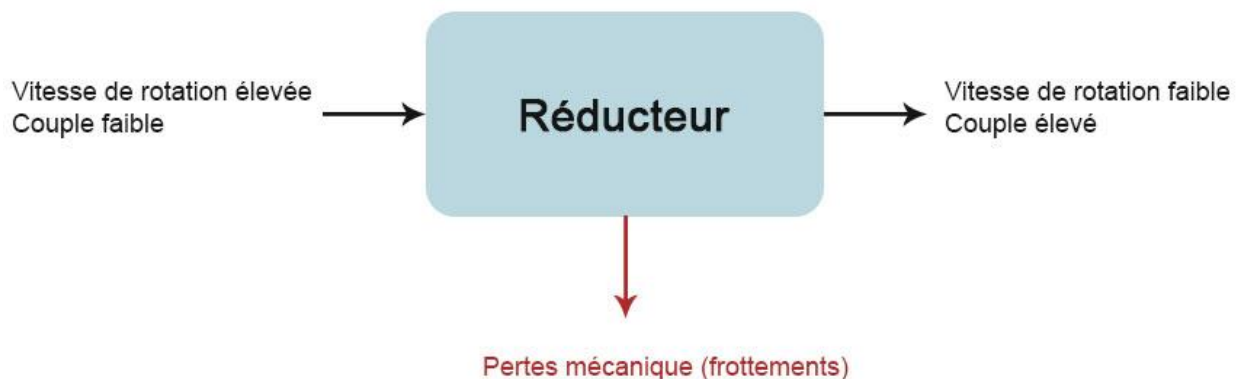 Vitesse de rotation élevée
Couple faible
Réducteur
Vitesse de rotation faible
Couple élevé
Pertes mécanique (frottements)